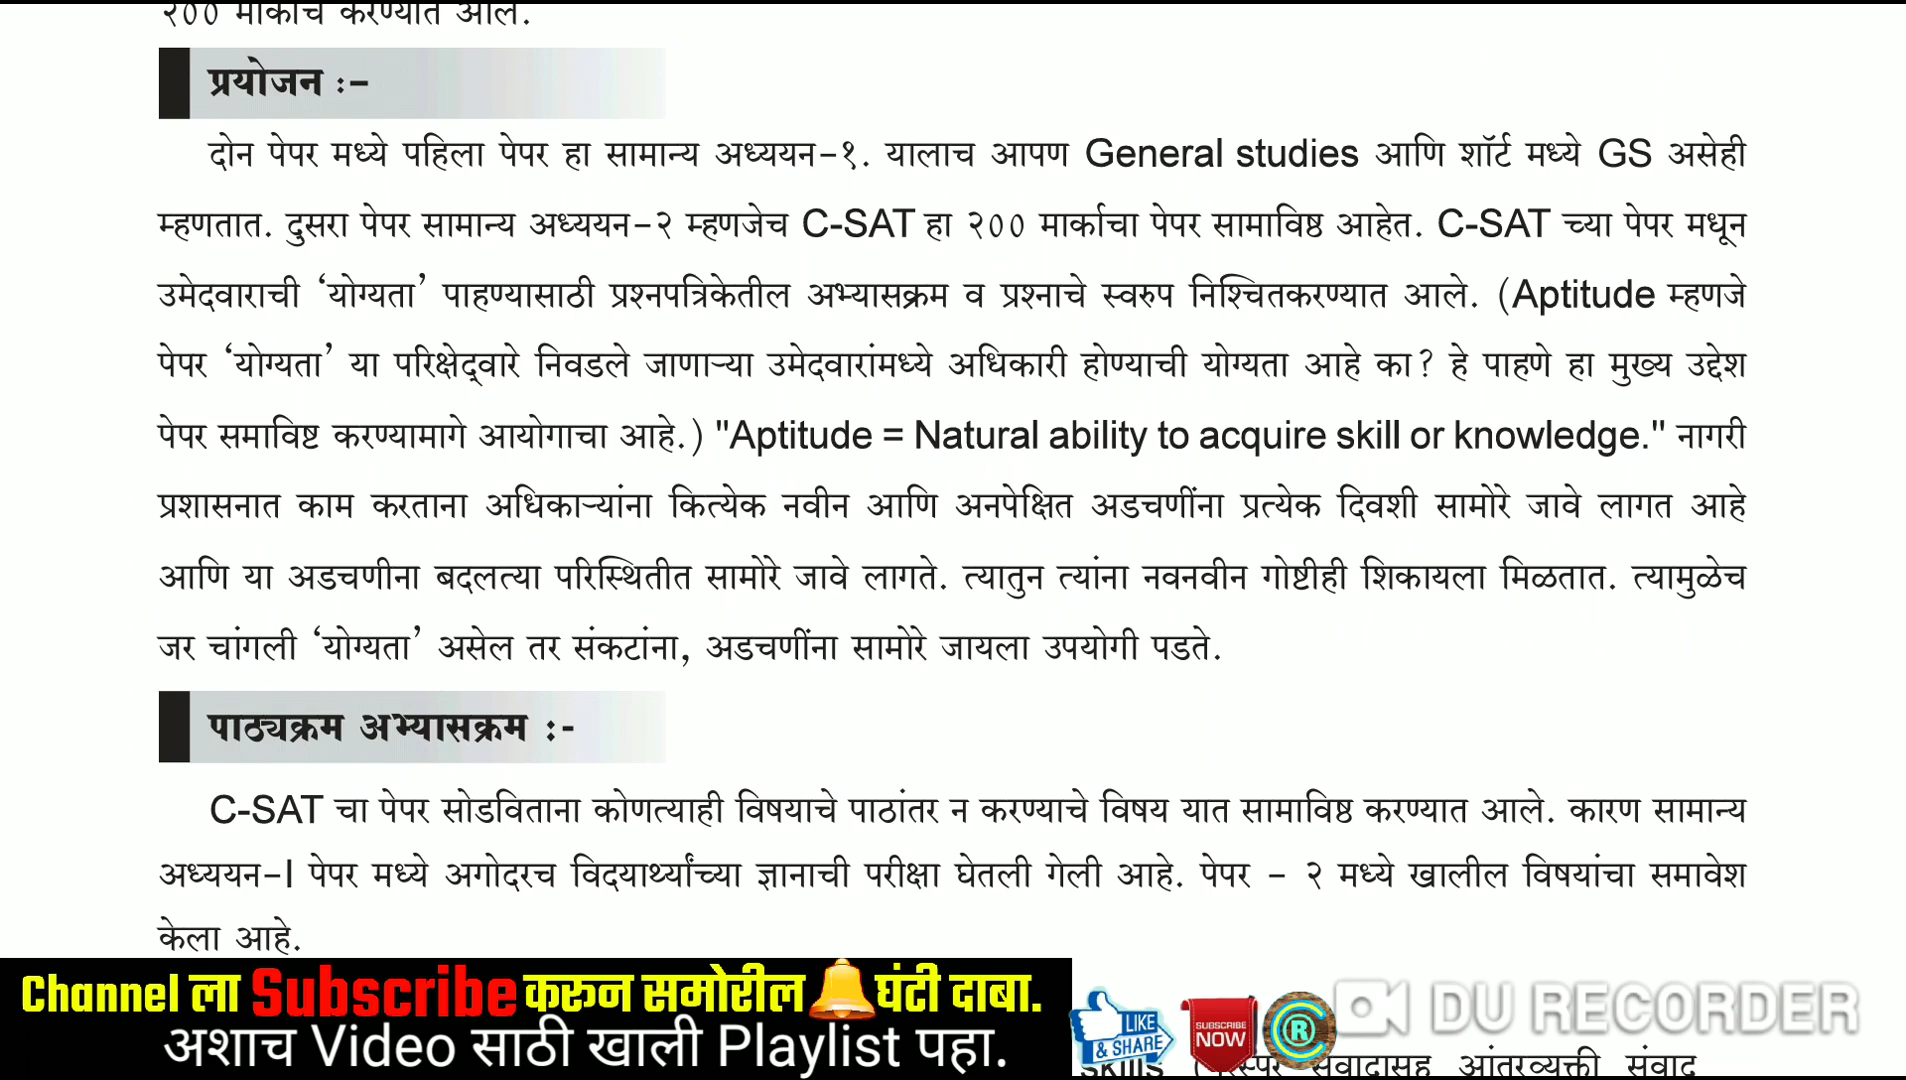 २०० मार्काचे करण्यात आले.
प्रयोजन :–
दोन पेपर मध्ये पहिला पेपर हा सामान्य अध्ययन–१. यालाच आपण General studies आणि शॉर्ट मध्ये GS असेही
म्हणतात. दुसरा पेपर सामान्य अध्ययन–२ म्हणजेच C-SAT हा २०० मार्काचा पेपर सामाविष्ठ आहेत. C-SAT च्या पेपर मधून
उमेदवाराची ‘योग्यता’ पाहण्यासाठी प्रश्नपत्रिकेतील अभ्यासक्रम व प्रश्नाचे स्वरुप निश्चितकरण्यात आले. (Aptitude म्हणजे
पेपर ‘योग्यता’ या परिक्षेद्वारे निवडले जाणाऱ्या उमेदवारांमध्ये अधिकारी होण्याची योग्यता आहे का? हे पाहणे हा मुख्य उद्देश
पेपर समाविष्ट करण्यामागे आयोगाचा आहे.) "Aptitude = Natural ability to acquire skill or knowledge." नागरी
प्रशासनात काम करताना अधिकाऱ्यांना कित्येक नवीन आणि अनपेक्षित अडचणींना प्रत्येक दिवशी सामोरे जावे लागत आहे
आणि या अडचणीना बदलत्या परिस्थितीत सामोरे जावे लागते. त्यातुन त्यांना नवनवीन गोष्टीही शिकायला मिळतात. त्यामुळेच
जर चांगली ‘योग्यता’ असेल तर संकटांना, अडचणींना सामोरे जायला उपयोगी पडते.
पाठ्यक्रम अभ्यासक्रम :-
C-SAT चा पेपर सोडविताना कोणत्याही विषयाचे पाठांतर न करण्याचे विषय यात सामाविष्ठ करण्यात आले. कारण सामान्य
अध्ययन–I पेपर मध्ये अगोदरच विदयार्थ्यांच्या ज्ञानाची परीक्षा घेतली गेली आहे. पेपर – २ मध्ये खालील विषयांचा समावेश
केला आहे.
Channel ला Subscribe करून समोरील घंटी दाबा.
अशाच Video साठी खाली Playlist पहा.
LIKE
& SHARE
SUBSCRIBE
NOW
R
DU RECORDER
skills संवादासह आंतरव्यक्ती संवाद